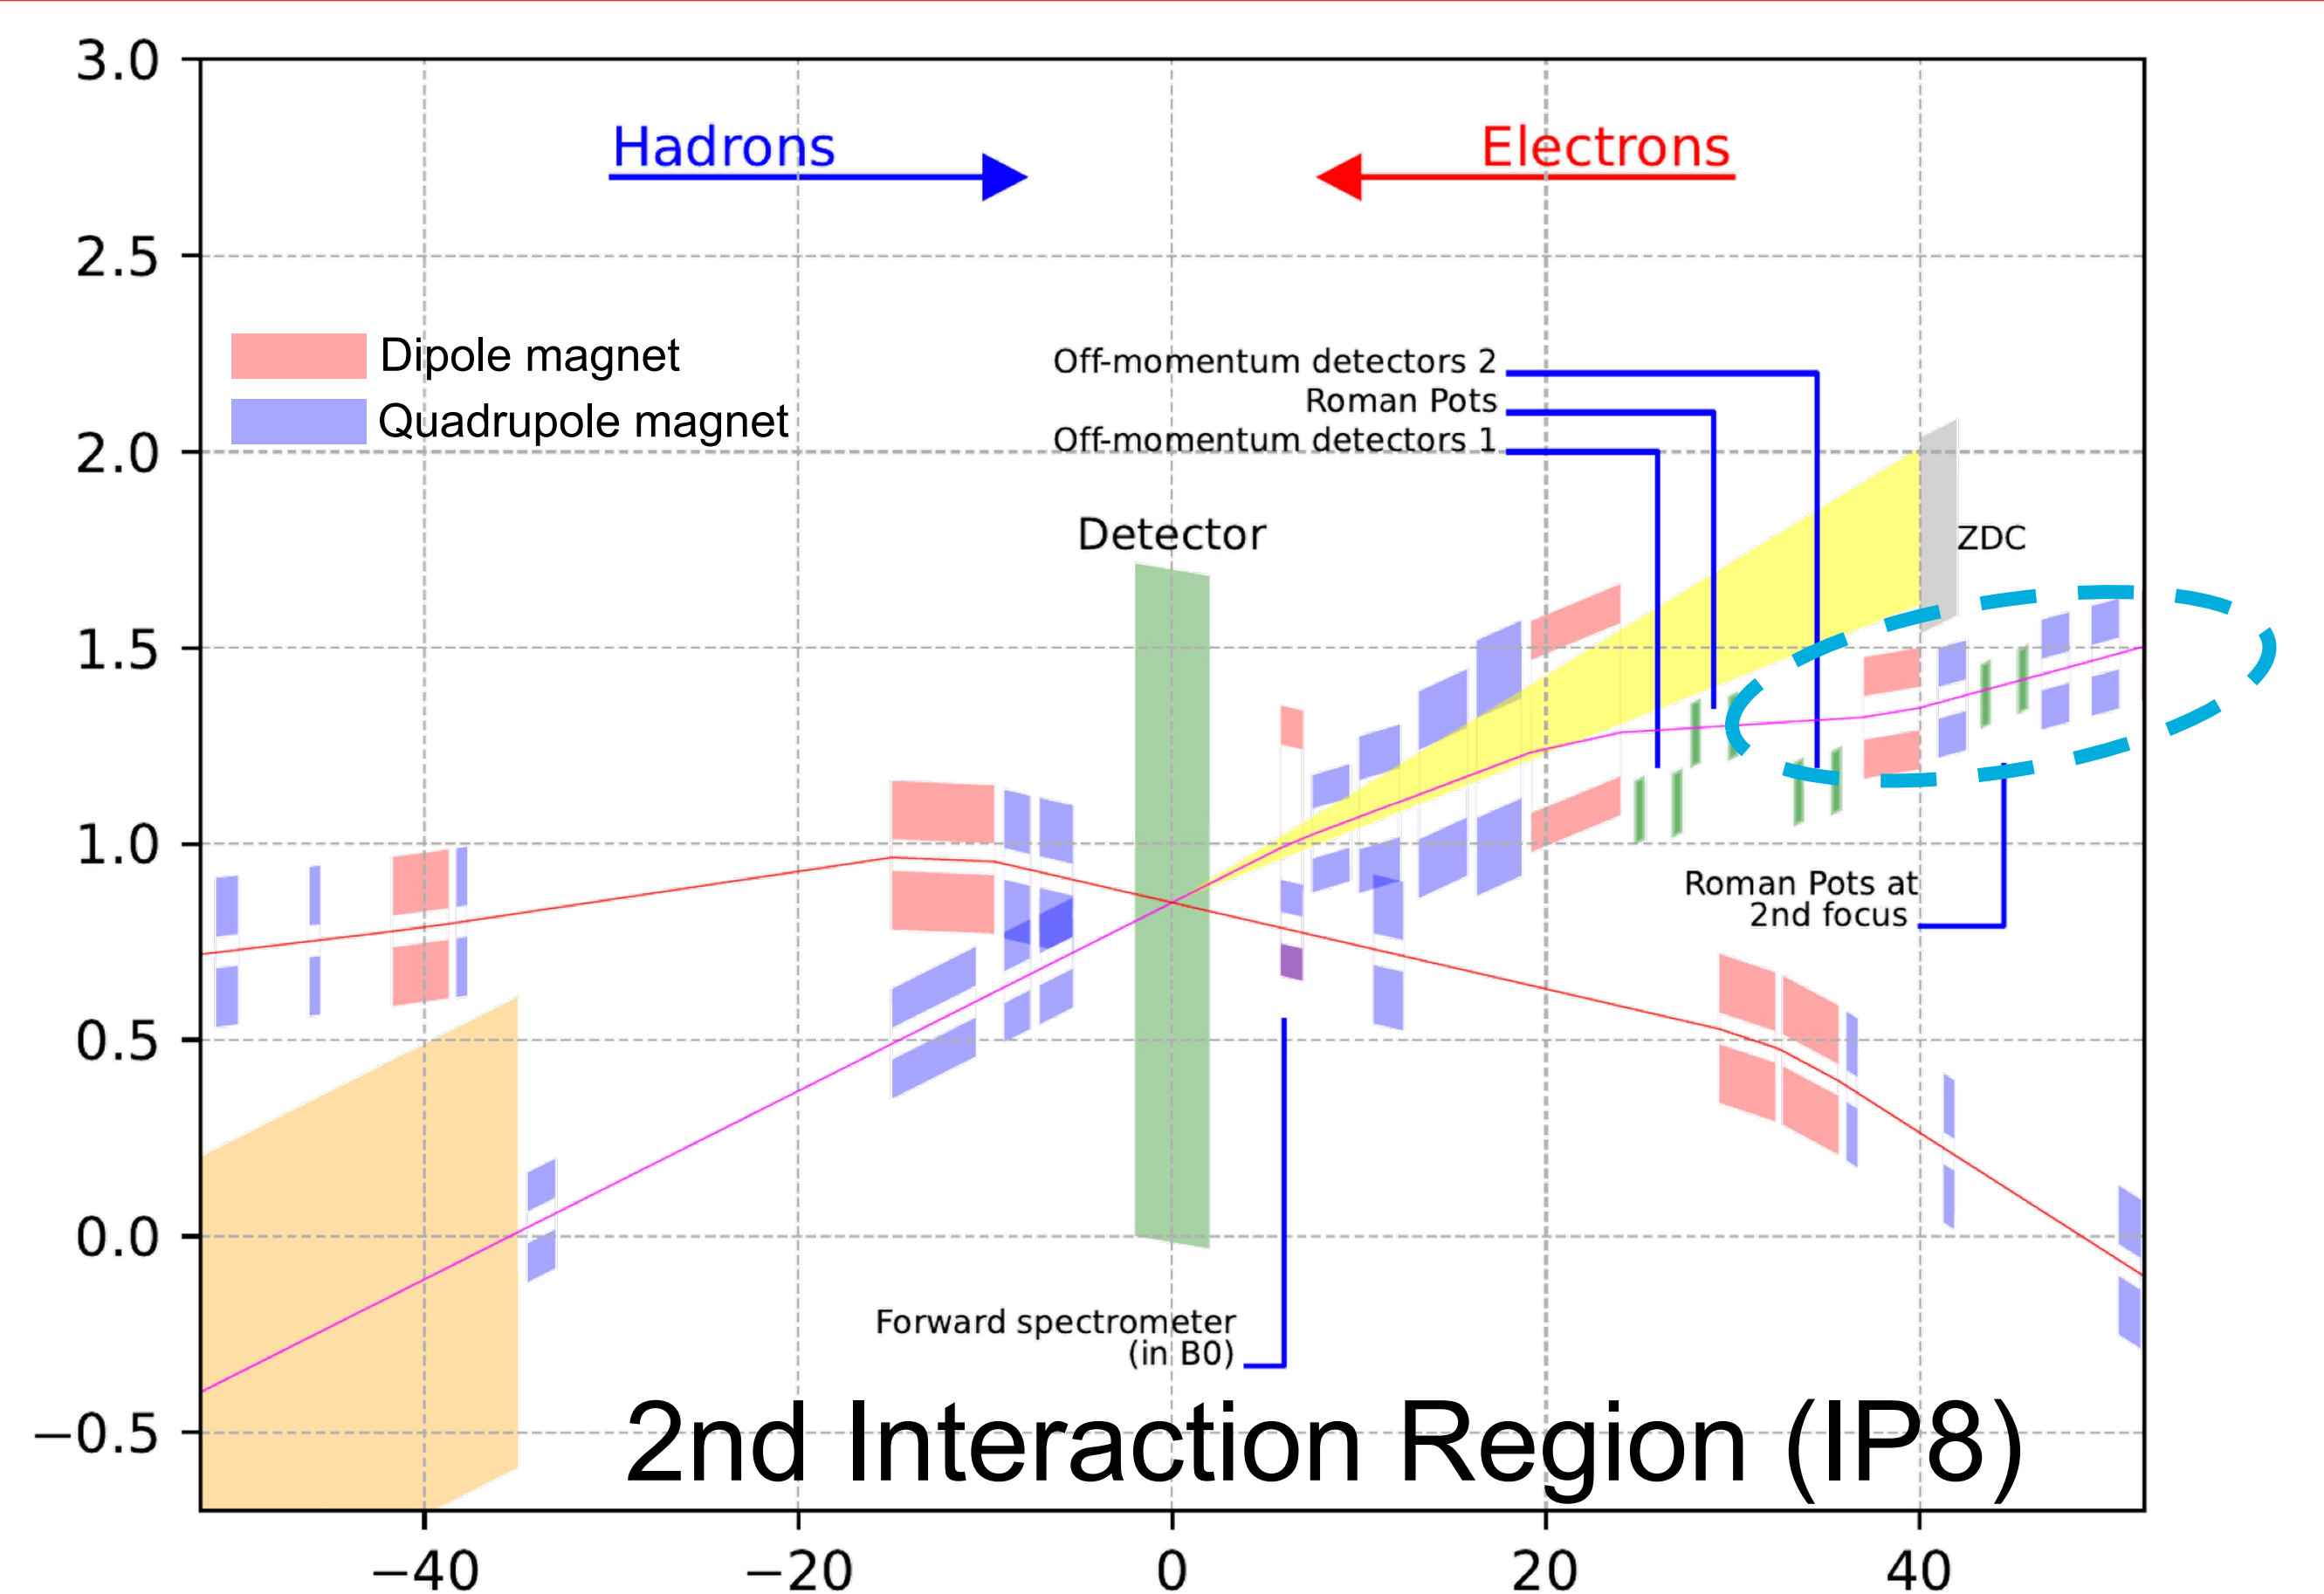 3.0
Hadrons
Electrons
2.5
Dipole magnet
Quadrupole magnet
Off-momentum detectors 2
Roman Pots
Off-momentum detectors 1
2.0
Detector
ZDC
1.5
1.0
Roman Pots at
2nd focus
0.5
0.0
Forward spectrometer
(in B0)
−0.5
2nd Interaction Region (IP8)
−40
−20
0
20
40